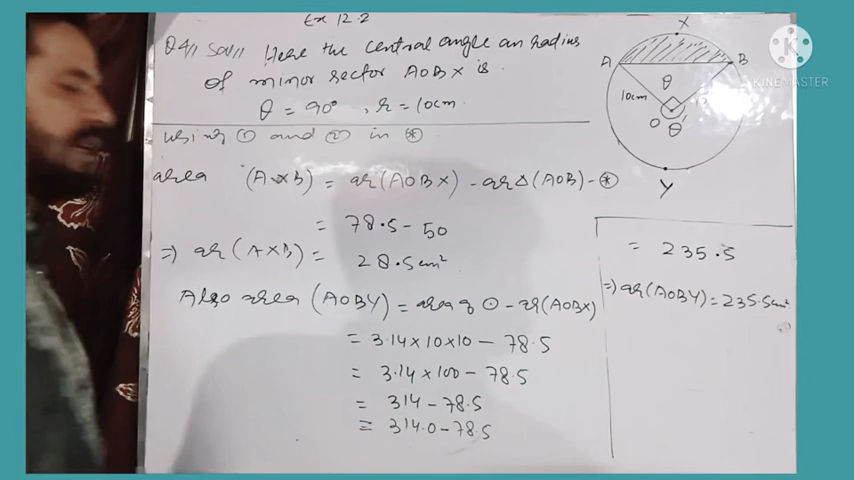 Ex 12.2
Q4// Sol// Here the central angle an radius
of minor sector AOBX is.
θ = 90° , r = 10cm.
using ① and ② in ⊛
area (AXB) = ar(AOBX) - arΔ(AOB) - ⊛
= 78.5 - 50
⇒ ar (AXB) = 28.5cm²
Also area (AOBY) = area of ⊙ - ar(AOBX)
= 3.14 × 10 × 10 - 78.5
= 3.14 × 100 - 78.5
= 314 - 78.5
= 314.0 - 78.5
= 235.5
⇒ ar(AOBY) = 235.5cm²
X
A B
θ
10cm
O θ'
Y
K
KINEMASTER